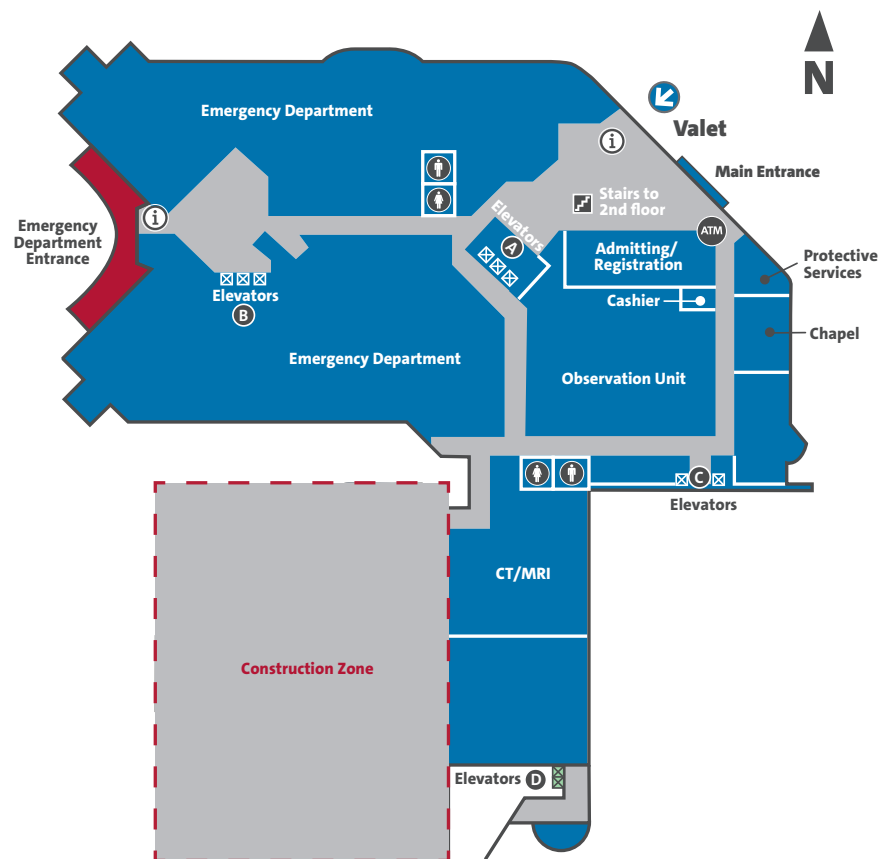 N
Emergency Department
Valet
i
Main Entrance
Stairs to
2nd floor
i
Emergency
Department
Entrance
Elevators
A
ATM
Admitting/
Registration
Protective
Services
Elevators
B
Cashier
Chapel
Emergency Department
Observation Unit
C
Elevators
CT/MRI
Construction Zone
Elevators D